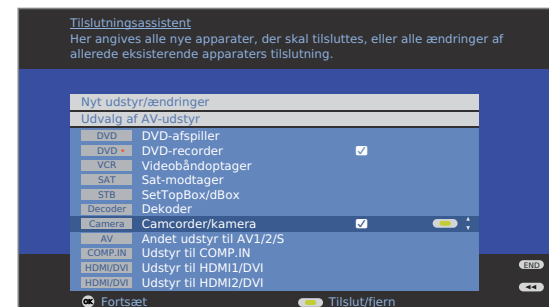 Tilslutningsassistent
Her angives alle nye apparater, der skal tilsluttes, eller alle ændringer af
allerede eksisterende apparaters tilslutning.
Nyt udstyr/ændringer
Udvalg af AV-udstyr
DVD DVD-afspiller
DVD • DVD-recorder
VCR Videobåndoptager
SAT Sat-modtager
STB SetTopBox/dBox
Decoder Dekoder
Camera Camcorder/kamera
AV Andet udstyr til AV1/2/S
COMP.IN Udstyr til COMP.IN
HDMI/DVI Udstyr til HDMI1/DVI
HDMI/DVI Udstyr til HDMI2/DVI
END
OK Fortsæt Tilslut/fjern